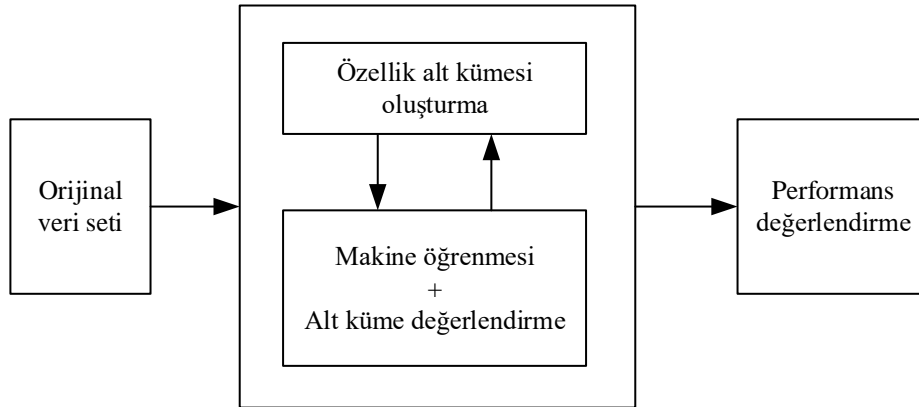 Orijinal
veri seti
Özellik alt kümesi
oluşturma
Makine öğrenmesi
+
Alt küme değerlendirme
Performans
değerlendirme